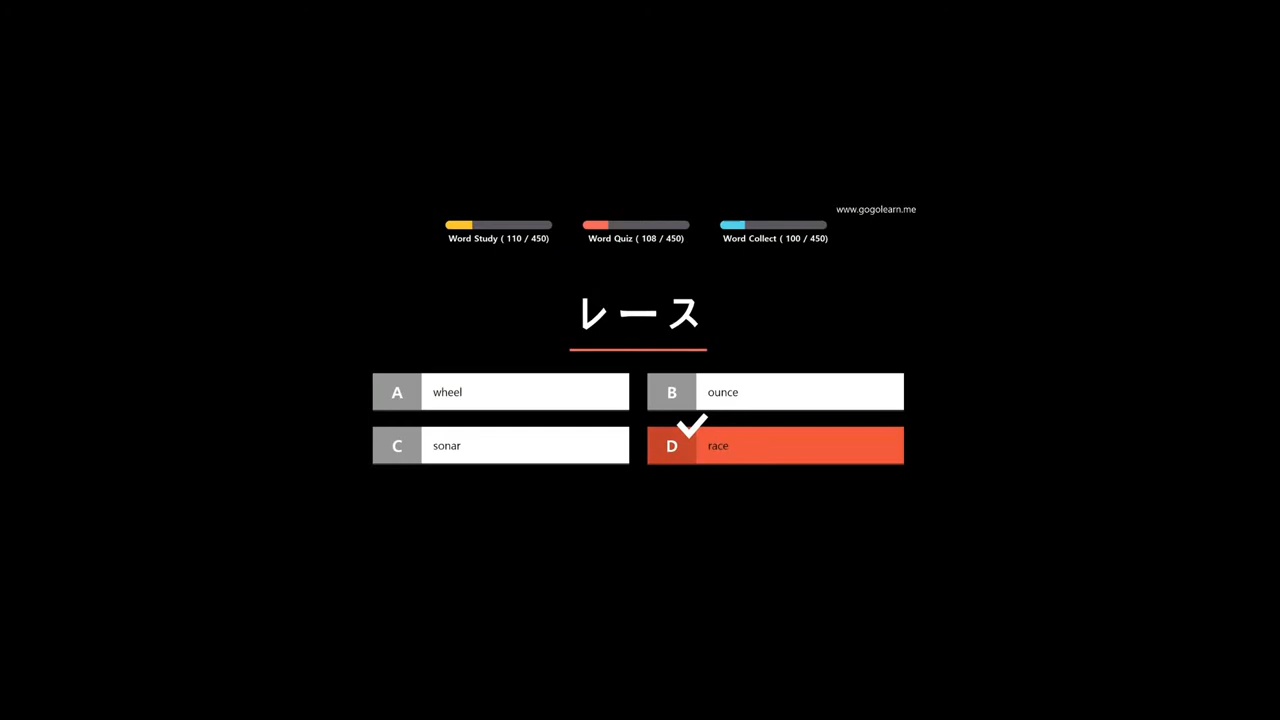 www.gogolearn.me
Word Study ( 110 / 450)
Word Quiz ( 108 / 450)
Word Collect ( 100 / 450)
レース
A wheel
B ounce
C sonar
D race